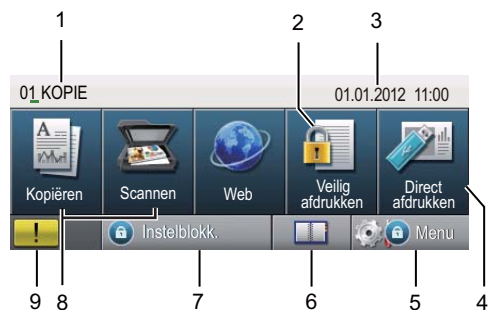 1 2 3
01 KOPIE 01.01.2012 11:00
Kopiëren Scannen Web Veilig afdrukken Direct afdrukken
! Instelblokk. Menu
9 8 7 6 5 4